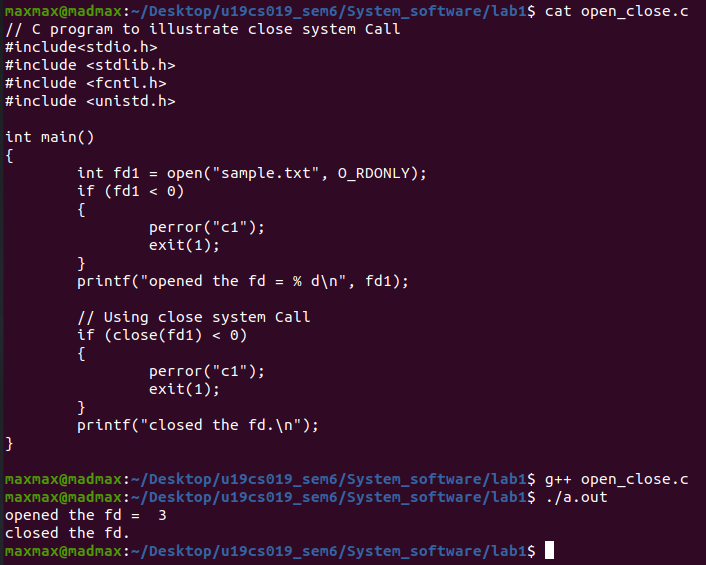 maxmax@madmax:~/Desktop/u19cs019_sem6/System_software/lab1$ cat open_close.c
// C program to illustrate close system Call
#include<stdio.h>
#include <stdlib.h>
#include <fcntl.h>
#include <unistd.h>

int main()
{
        int fd1 = open("sample.txt", O_RDONLY);
        if (fd1 < 0)
        {
                perror("c1");
                exit(1);
        }
        printf("opened the fd = % d\n", fd1);

        // Using close system Call
        if (close(fd1) < 0)
        {
                perror("c1");
                exit(1);
        }
        printf("closed the fd.\n");
}

maxmax@madmax:~/Desktop/u19cs019_sem6/System_software/lab1$ g++ open_close.c
maxmax@madmax:~/Desktop/u19cs019_sem6/System_software/lab1$ ./a.out
opened the fd =  3
closed the fd.
maxmax@madmax:~/Desktop/u19cs019_sem6/System_software/lab1$